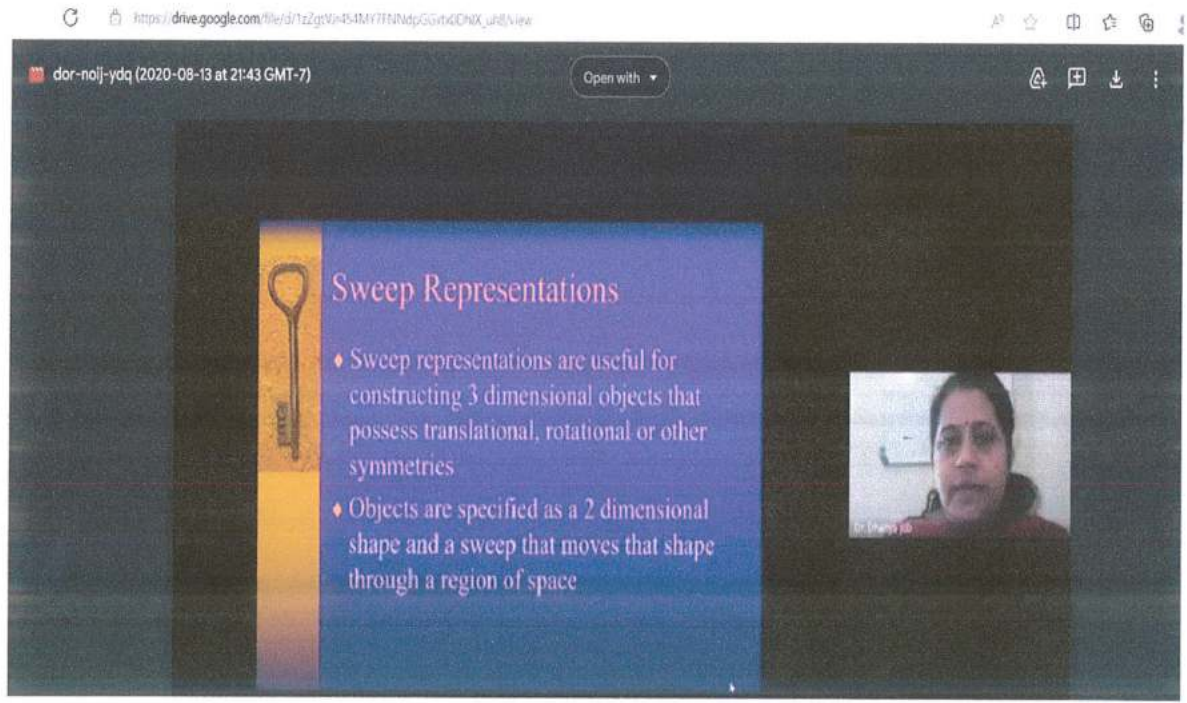 dor-noij-ydq (2020-08-13 at 21:43 GMT-7)
Open with
Sweep Representations
Sweep representations are useful for
constructing 3 dimensional objects that
possess translational, rotational or other
symmetries
Objects are specified as a 2 dimensional
shape and a sweep that moves that shape
through a region of space